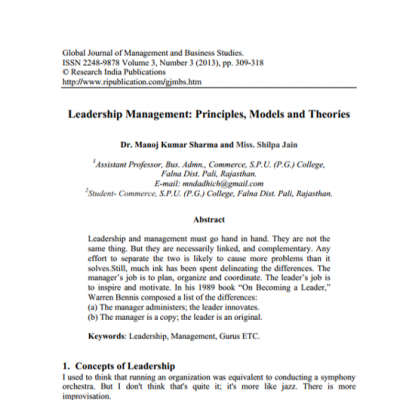 Global Journal of Management and Business Studies.
ISSN 2248-9878 Volume 3, Number 3 (2013), pp. 309-318
© Research India Publications
http://www.ripublication.com/gjmbs.htm
Leadership Management: Principles, Models and Theories
Dr. Manoj Kumar Sharma and Miss. Shilpa Jain
1Assistant Professor, Bus. Admn., Commerce, S.P.U. (P.G.) College,
Falna Dist. Pali, Rajasthan.
E-mail: mndadhich@gmail.com
2Student- Commerce, S.P.U. (P.G.) College, Falna Dist. Pali, Rajasthan.
Abstract
Leadership and management must go hand in hand. They are not the
same thing. But they are necessarily linked, and complementary. Any
effort to separate the two is likely to cause more problems than it
solves.Still, much ink has been spent delineating the differences. The
manager's job is to plan, organize and coordinate. The leader's job is
to inspire and motivate. In his 1989 book “On Becoming a Leader,”
Warren Bennis composed a list of the differences:
(a) The manager administers; the leader innovates.
(b) The manager is a copy; the leader is an original.
Keywords: Leadership, Management, Gurus ETC.
1. Concepts of Leadership
I used to think that running an organization was equivalent to conducting a symphony
orchestra. But I don't think that's quite it; it's more like jazz. There is more
improvisation.